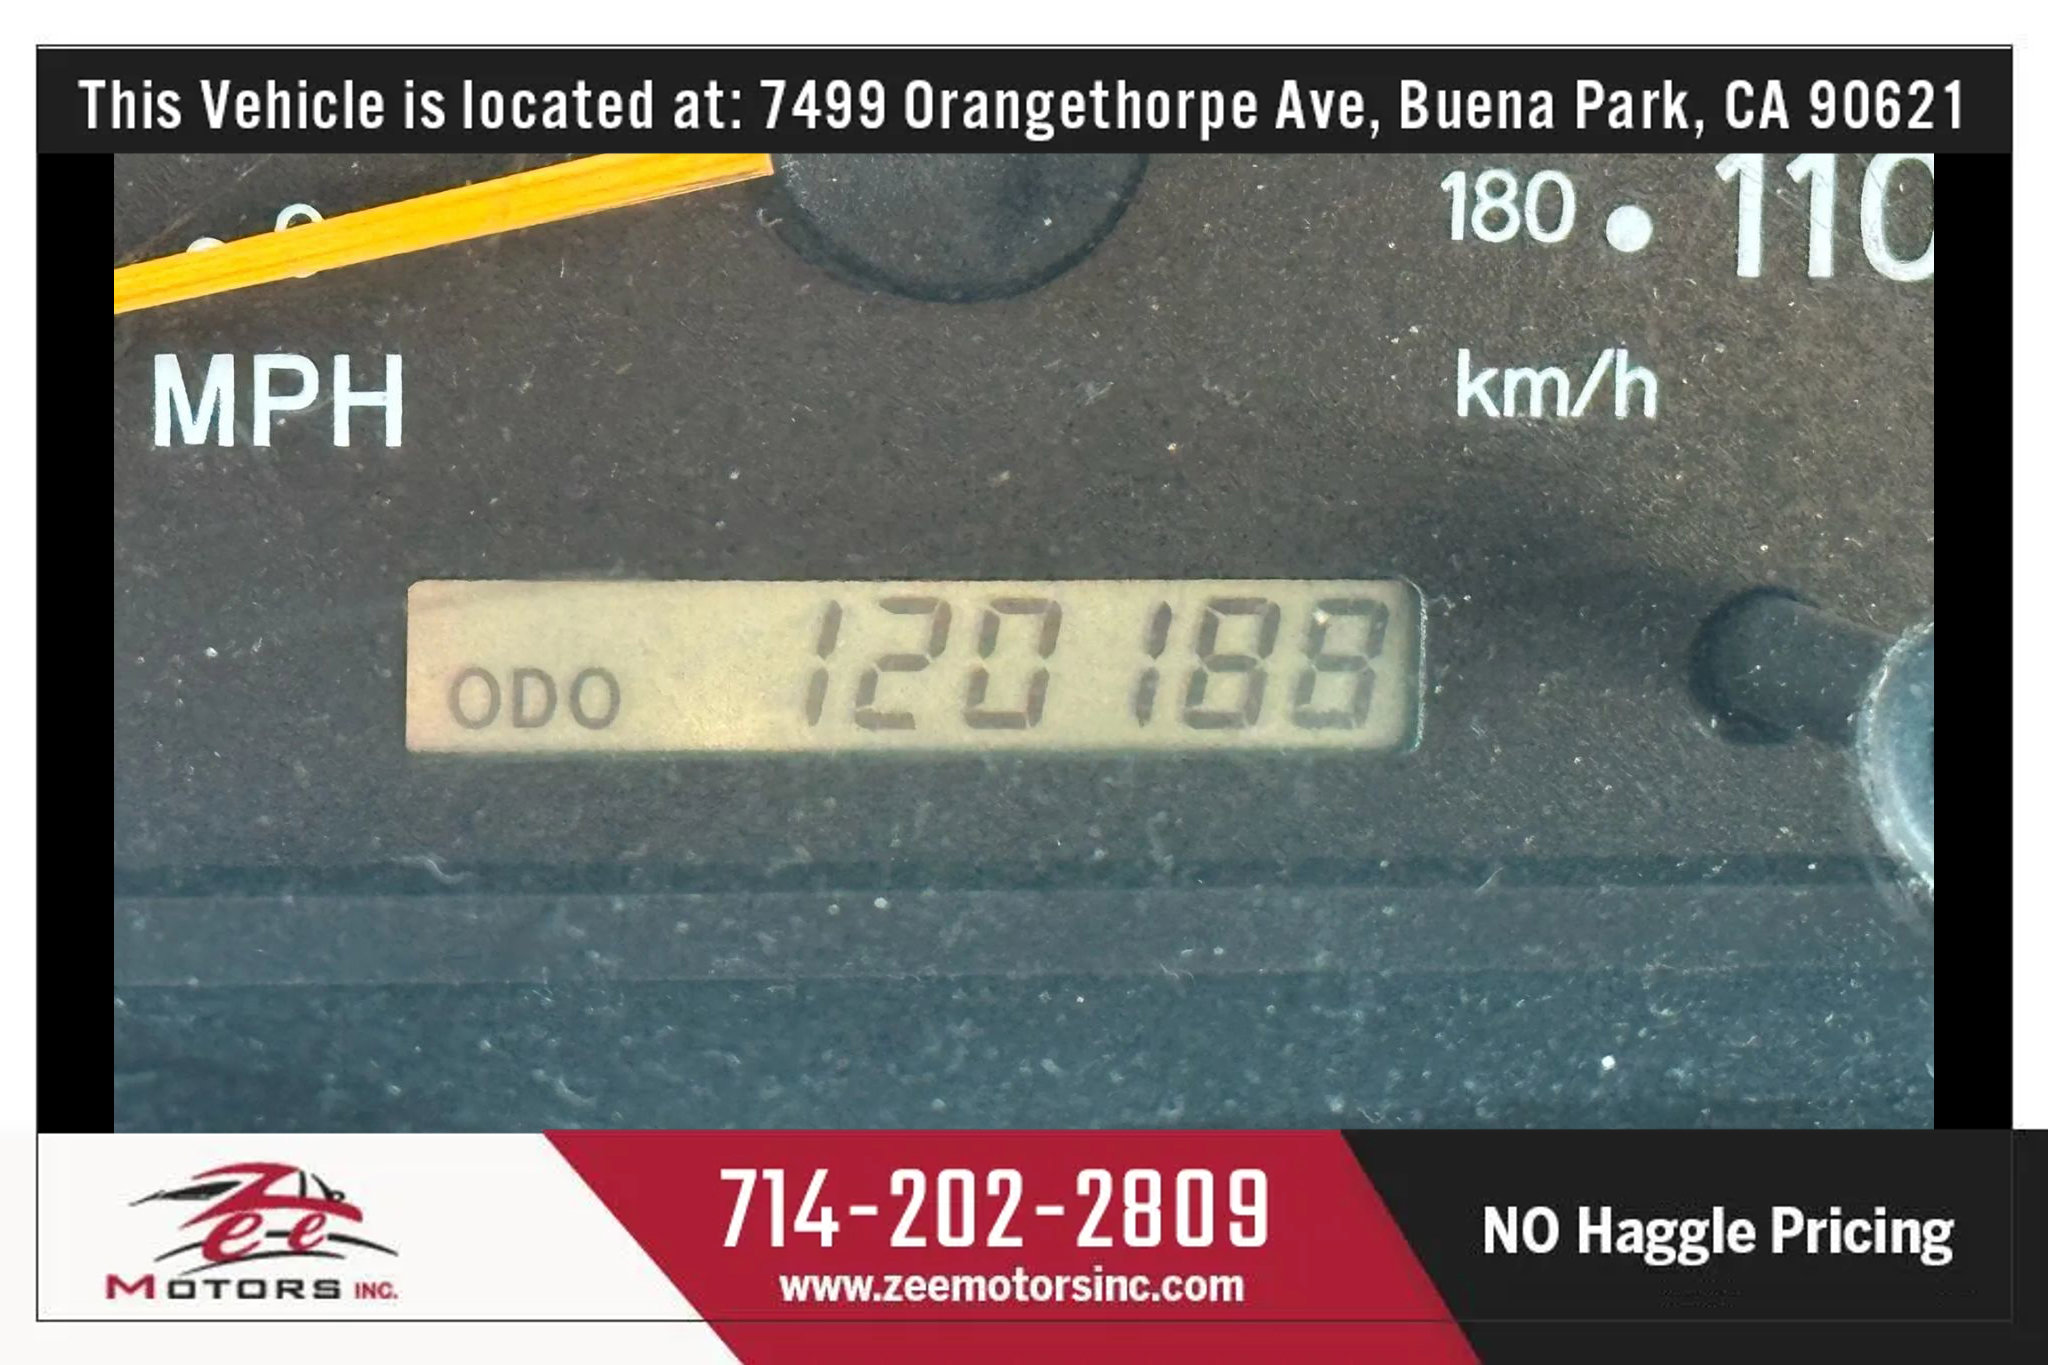 This Vehicle is located at: 7499 Orangethorpe Ave, Buena Park, CA 90621
180 110
MPH km/h
ODO 120188
Zee
MOTORS INC.
714-202-2809
www.zeemotorsinc.com
NO Haggle Pricing